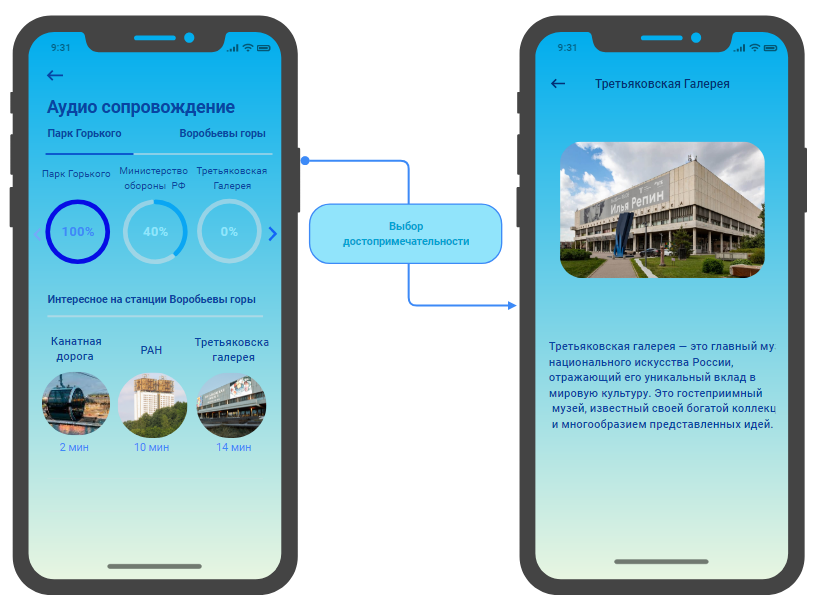 9:31
Аудио сопровождение
Парк Горького
Воробьевы горы
Парк Горького
Министерство
обороны РФ
Третьяковская
Галерея
100%
40%
0%
Интересное на станции Воробьевы горы
Канатная
дорога
РАН
Третьяковска
галерея
2 мин
10 мин
14 мин
Выбор
достопримечательности
9:31
Третьяковская Галерея
Илья Репин
Третьяковская галерея — это главный му
национального искусства России,
отражающий его уникальный вклад в
мировую культуру. Это гостеприимный
музей, известный своей богатой коллекц
и многообразием представленных идей.